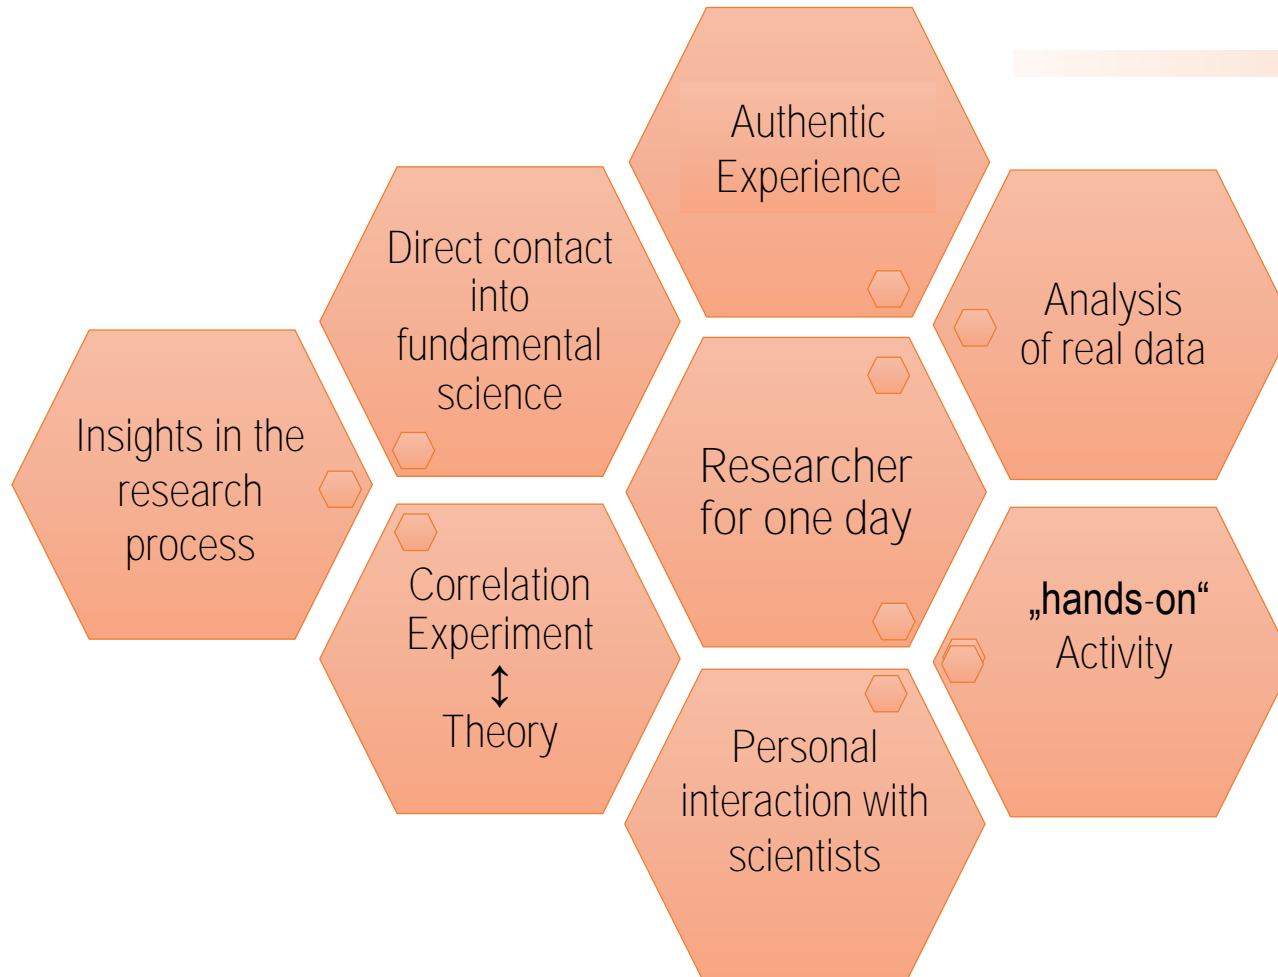 Authentic
Experience
Direct contact
into
fundamental
science
Analysis
of real data
Insights in the
research
process
Researcher
for one day
Correlation
Experiment
↕
Theory
„hands-on“
Activity
Personal
interaction with
scientists